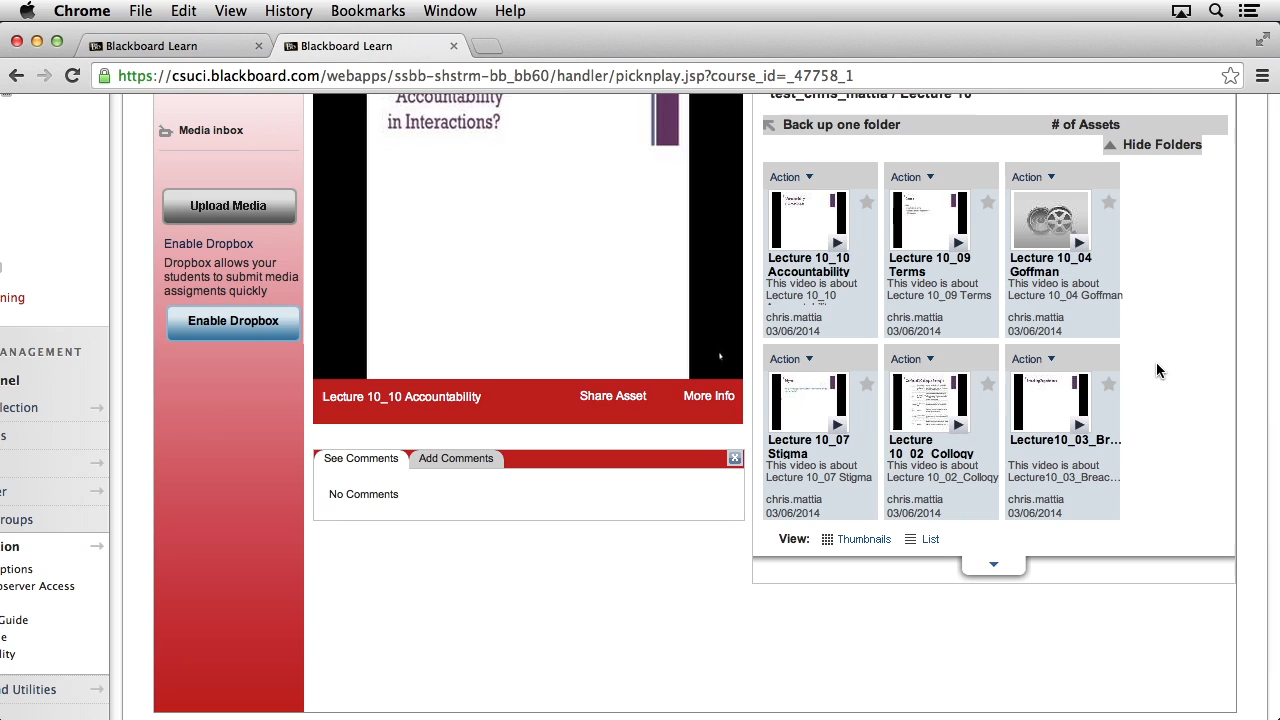 Chrome File Edit View History Bookmarks Window Help
Blackboard Learn
Blackboard Learn
https://csuci.blackboard.com/webapps/ssbb-shstrm-bb_bb60/handler/picknplay.jsp?course_id=_47758_1
ning
ANAGEMENT
nel
llection
s
er
roups
ion
ptions
bserver Access
Guide
e
lity
nd Utilities
Media inbox
Upload Media
Enable Dropbox
Dropbox allows your
students to submit media
assigments quickly
Enable Dropbox
Accountability
in Interactions?
Lecture 10_10 Accountability
Share Asset
More Info
See Comments
Add Comments
No Comments
test_chris_mattia / Lecture 10
Back up one folder
# of Assets
Hide Folders
Action
Lecture 10_10
Accountability
This video is about
Lecture 10_10
chris.mattia
03/06/2014
Action
Lecture 10_09
Terms
This video is about
Lecture 10_09 Terms
chris.mattia
03/06/2014
Action
Lecture 10_04
Goffman
This video is about
Lecture 10_04 Goffman
chris.mattia
03/06/2014
Action
Lecture 10_07
Stigma
This video is about
Lecture 10_07 Stigma
chris.mattia
03/06/2014
Action
Lecture
10_02_Colloqy
This video is about
Lecture 10_02_Colloqy
chris.mattia
03/06/2014
Action
Lecture10_03_Br...
This video is about
Lecture10_03_Breac...
chris.mattia
03/06/2014
View:
Thumbnails
List